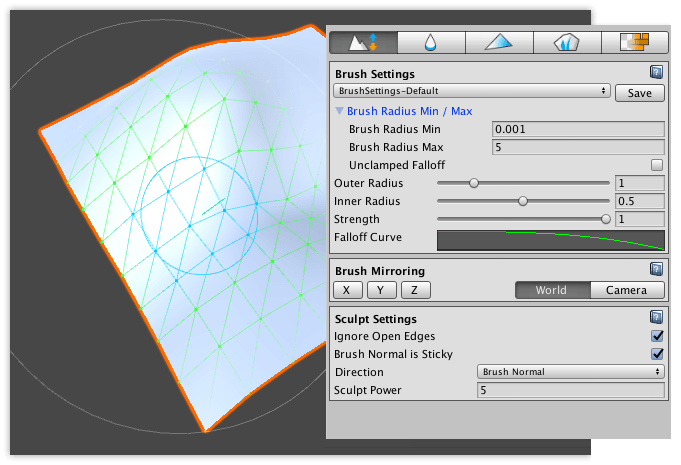 Brush Settings
BrushSettings-Default
Save
Brush Radius Min / Max
Brush Radius Min 0.001
Brush Radius Max 5
Unclamped Falloff
Outer Radius 1
Inner Radius 0.5
Strength 1
Falloff Curve
Brush Mirroring
X Y Z World Camera
Sculpt Settings
Ignore Open Edges
Brush Normal is Sticky
Direction Brush Normal
Sculpt Power 5